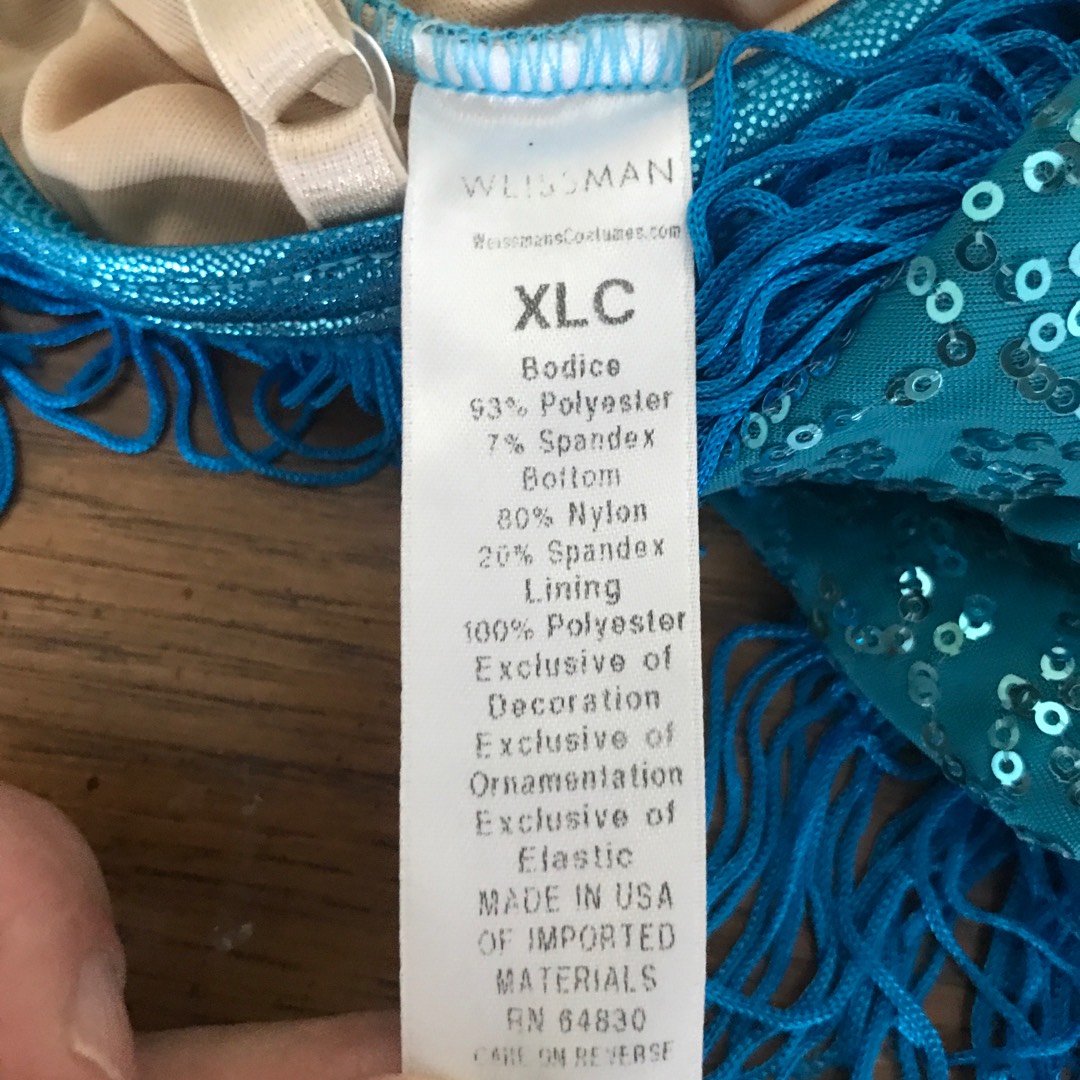 WEISSMAN
WeissmansCostumes.com
XLC
Bodice
93% Polyester
7% Spandex
Bottom
80% Nylon
20% Spandex
Lining
100% Polyester
Exclusive of
Decoration
Exclusive of
Ornamentation
Exclusive of
Elastic
MADE IN USA
OF IMPORTED
MATERIALS
RN 64830
CARE ON REVERSE